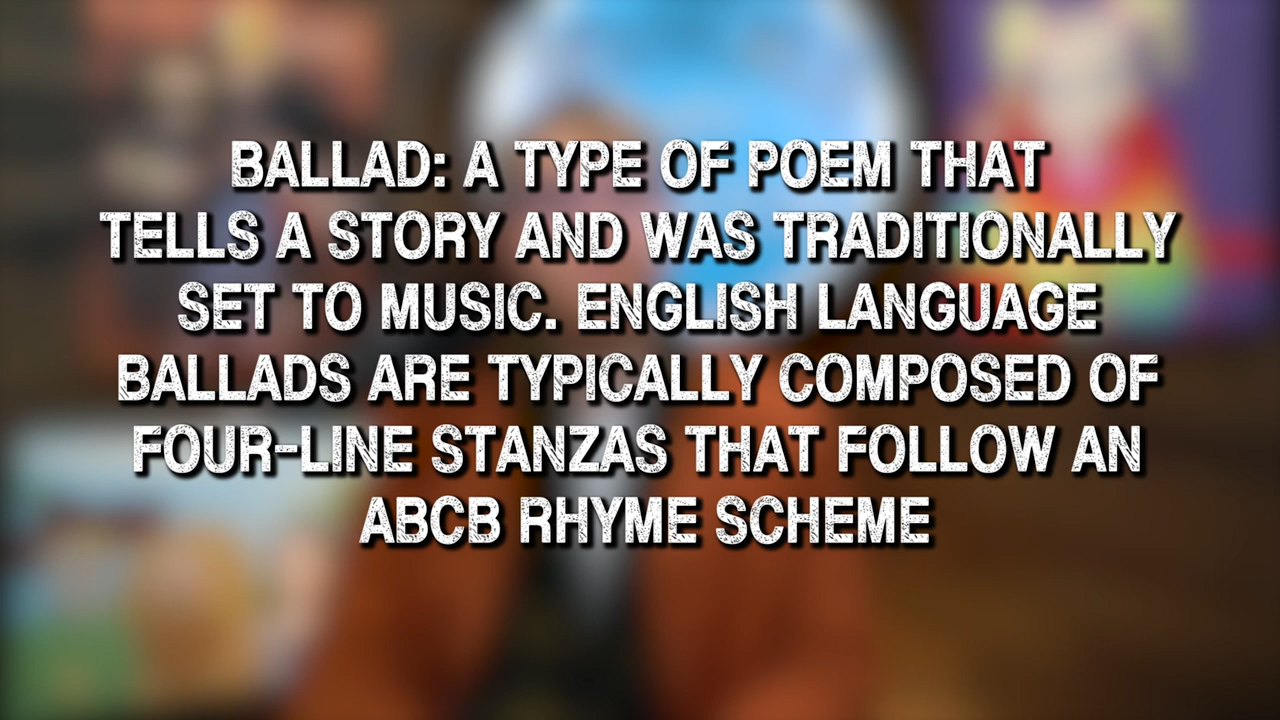 BALLAD: A TYPE OF POEM THAT
TELLS A STORY AND WAS TRADITIONALLY
SET TO MUSIC. ENGLISH LANGUAGE
BALLADS ARE TYPICALLY COMPOSED OF
FOUR-LINE STANZAS THAT FOLLOW AN
ABCB RHYME SCHEME